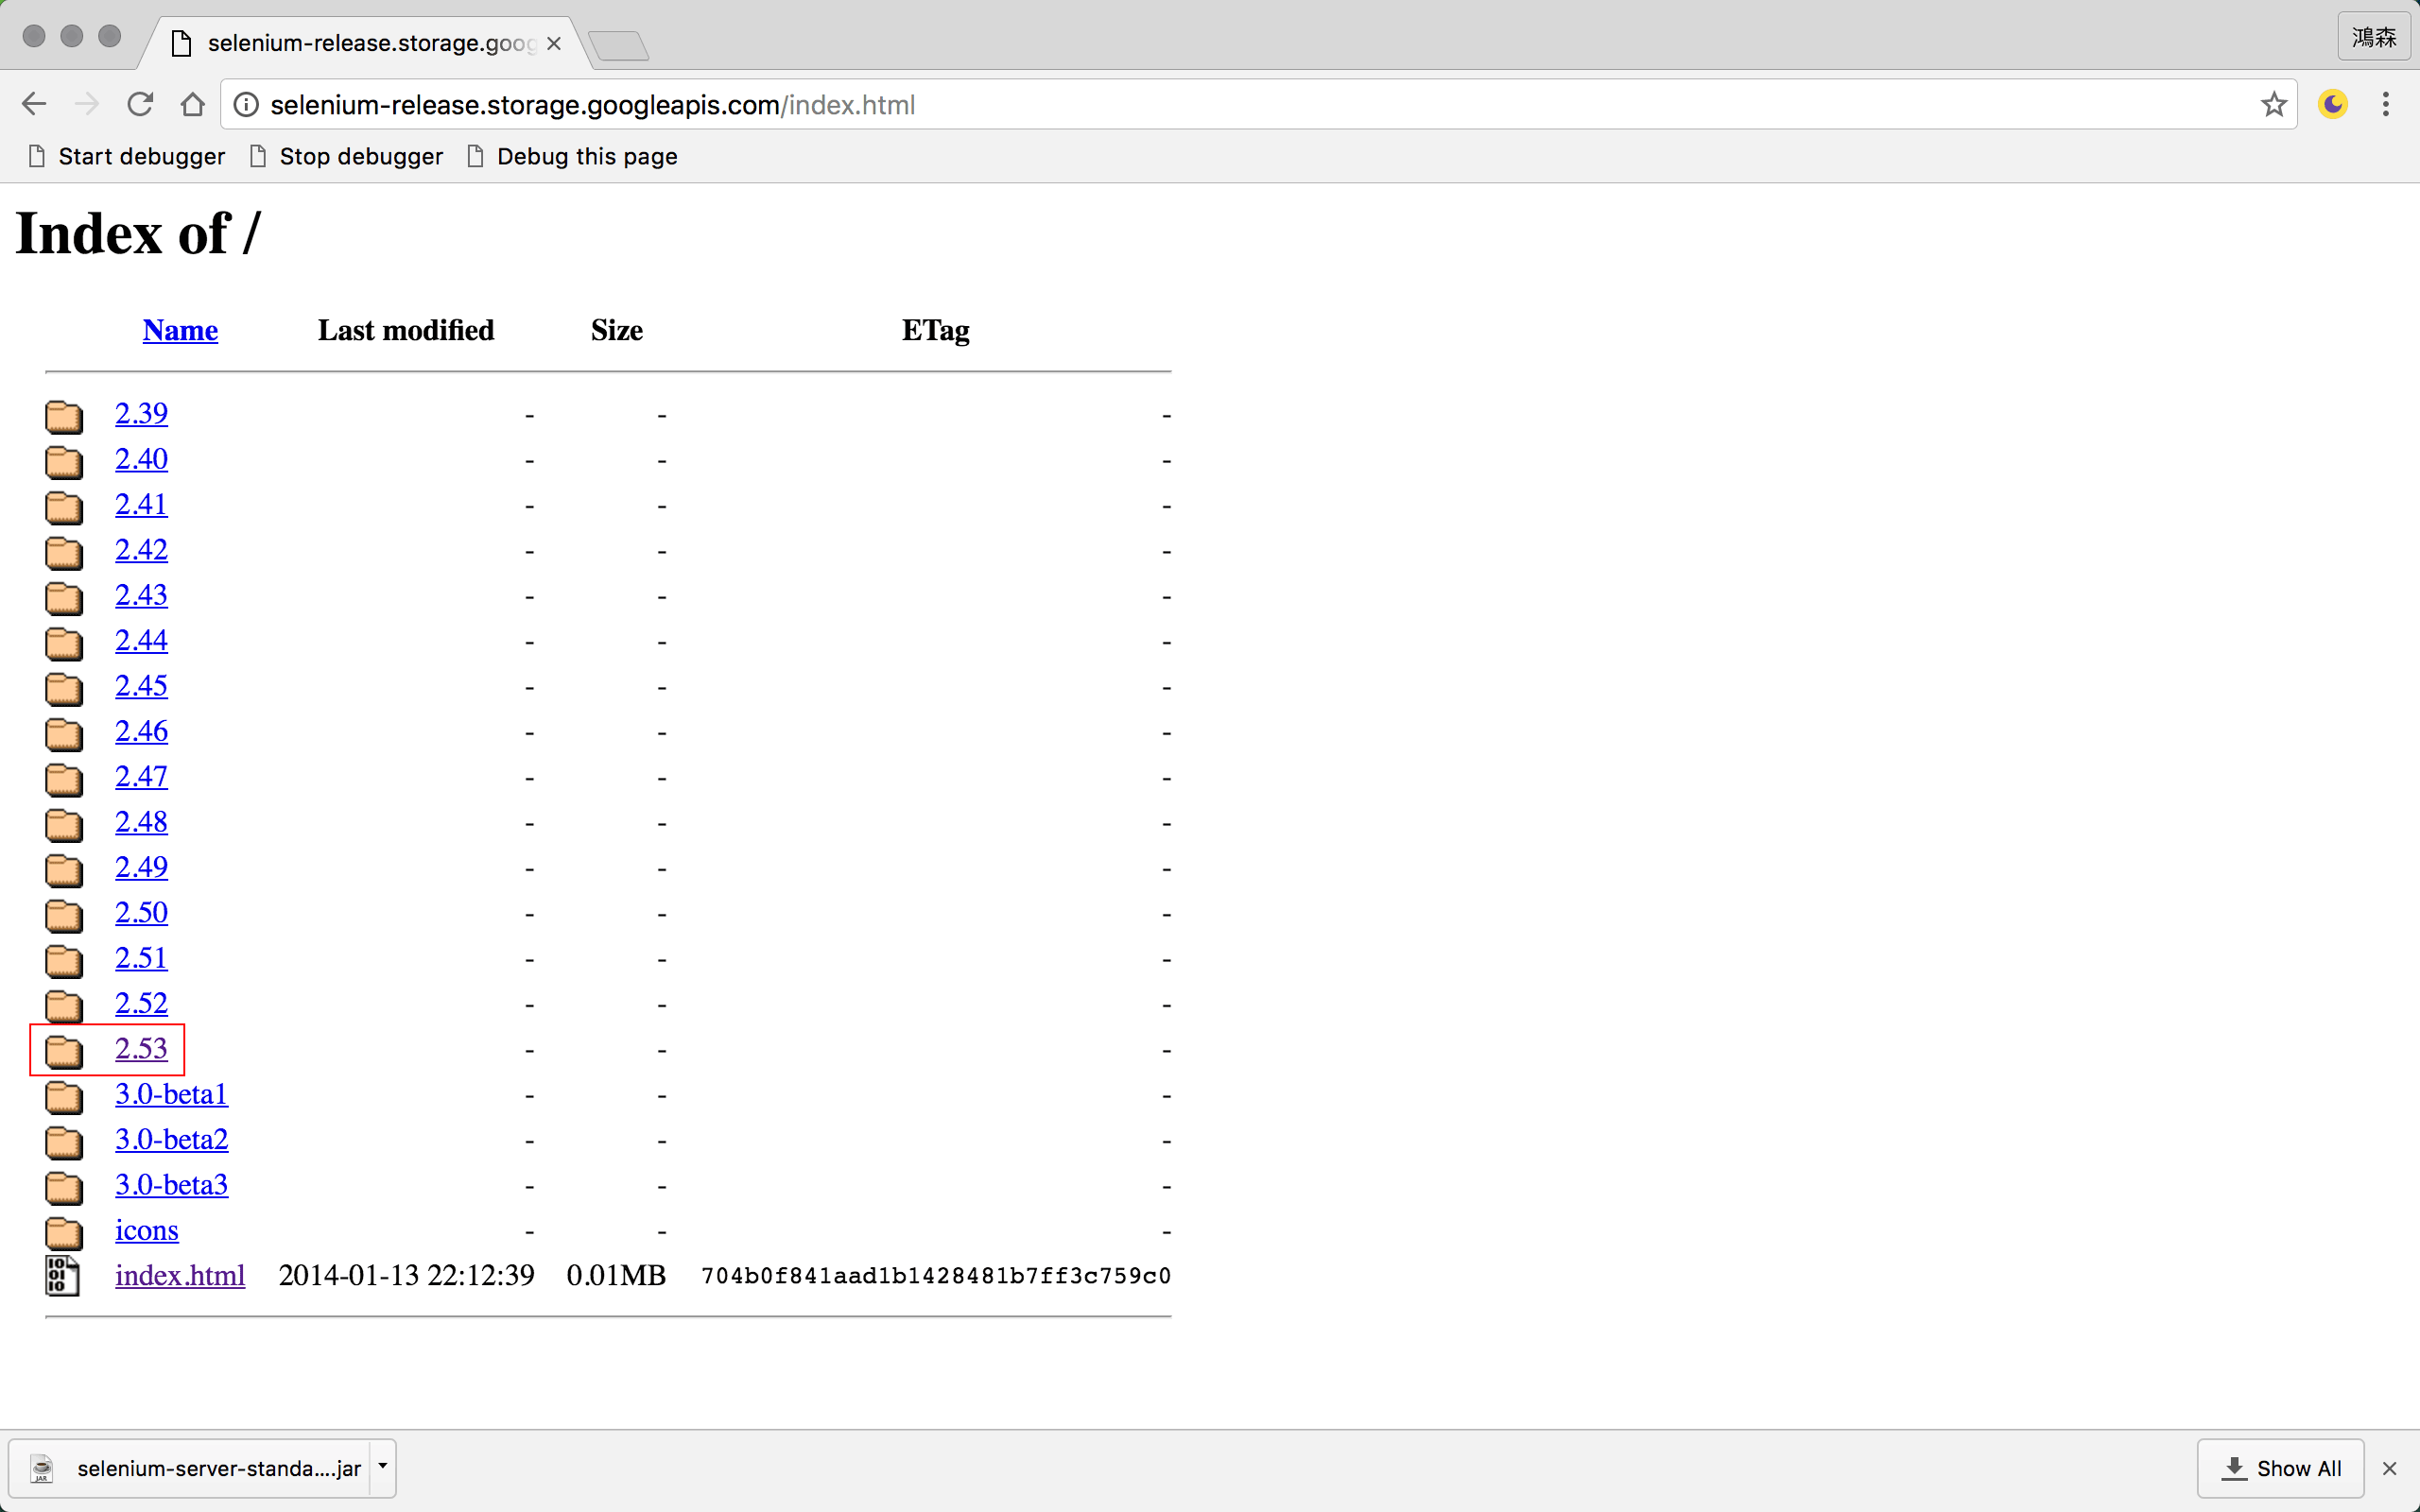 selenium-release.storage.goog
鴻森
selenium-release.storage.googleapis.com/index.html
Start debugger Stop debugger Debug this page
Index of /
Name Last modified Size ETag
2.39 - - -
2.40 - - -
2.41 - - -
2.42 - - -
2.43 - - -
2.44 - - -
2.45 - - -
2.46 - - -
2.47 - - -
2.48 - - -
2.49 - - -
2.50 - - -
2.51 - - -
2.52 - - -
2.53 - - -
3.0-beta1 - - -
3.0-beta2 - - -
3.0-beta3 - - -
icons - - -
index.html 2014-01-13 22:12:39 0.01MB 704b0f841aad1b1428481b7ff3c759c0
selenium-server-standa....jar Show All